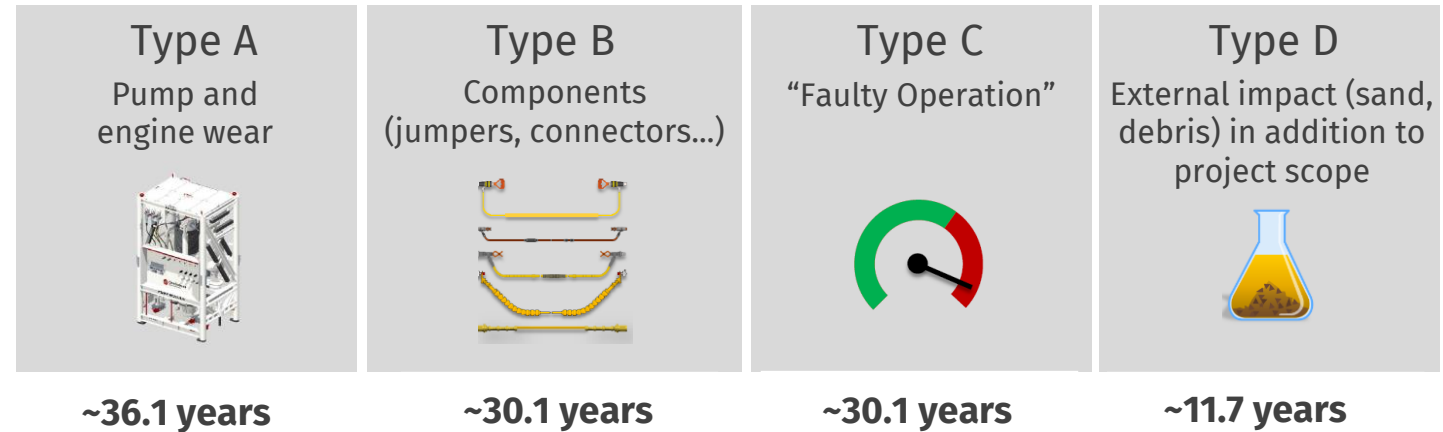 Type A
Pump and
engine wear
~36.1 years
Type B
Components
(jumpers, connectors...)
~30.1 years
Type C
“Faulty Operation”
~30.1 years
Type D
External impact (sand,
debris) in addition to
project scope
~11.7 years